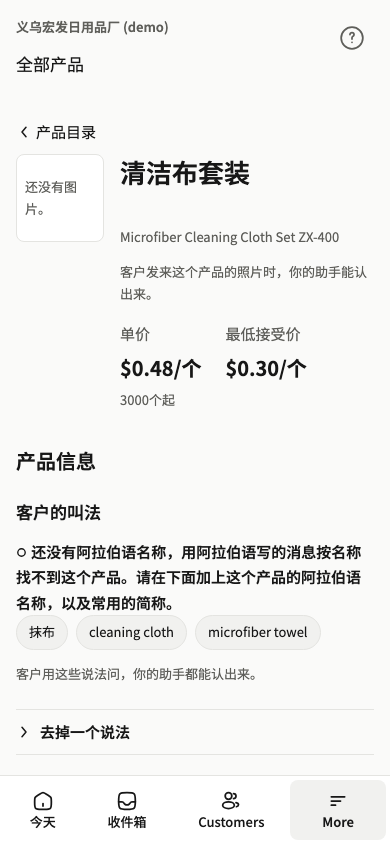 义乌宏发日用品厂 (demo)
全部产品
产品目录
还没有图
片。
清洁布套装
Microfiber Cleaning Cloth Set ZX-400
客户发来这个产品的照片时，你的助手能认
出来。
单价
最低接受价
$0.48/个
$0.30/个
3000个起
产品信息
客户的叫法
还没有阿拉伯语名称，用阿拉伯语写的消息按名称
找不到这个产品。请在下面加上这个产品的阿拉伯语
名称，以及常用的简称。
抹布
cleaning cloth
microfiber towel
客户用这些说法问，你的助手都能认出来。
去掉一个说法
今天
收件箱
Customers
More